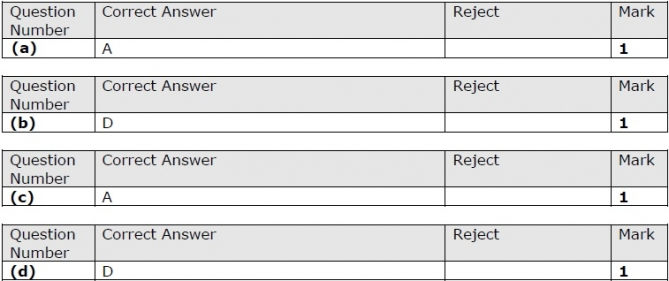 Question Number Correct Answer Reject Mark
(a) A 1
Question Number Correct Answer Reject Mark
(b) D 1
Question Number Correct Answer Reject Mark
(c) A 1
Question Number Correct Answer Reject Mark
(d) D 1